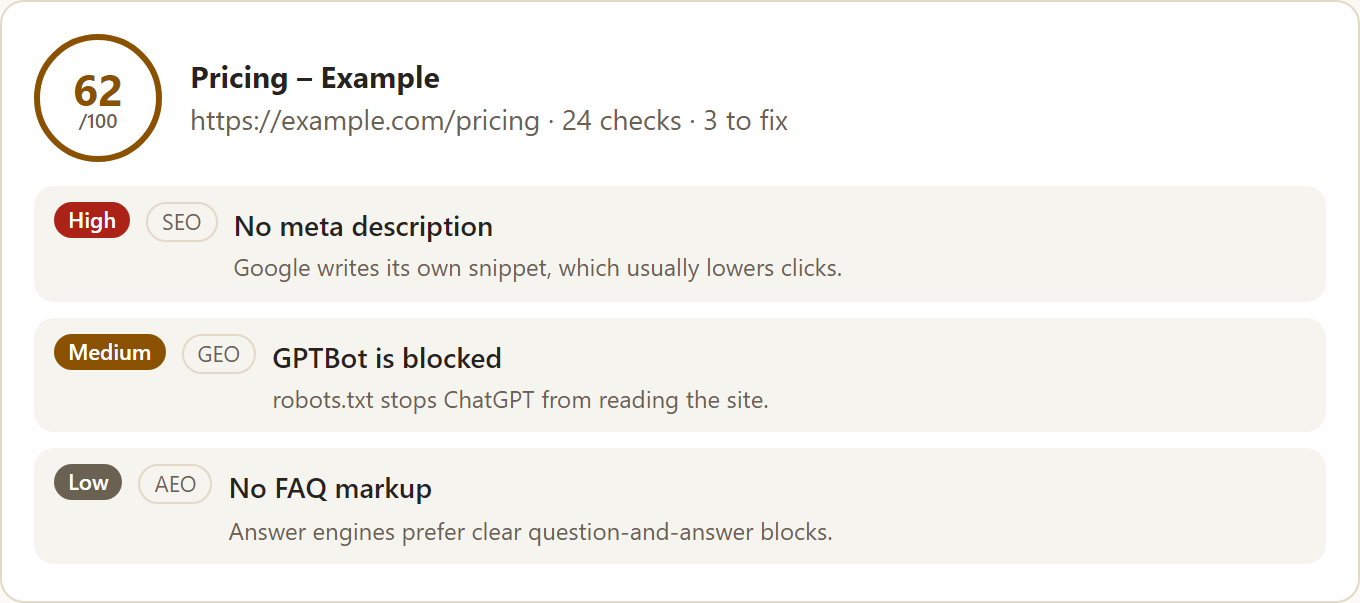 62
/100
Pricing – Example
https://example.com/pricing · 24 checks · 3 to fix
High SEO No meta description
Google writes its own snippet, which usually lowers clicks.
Medium GEO GPTBot is blocked
robots.txt stops ChatGPT from reading the site.
Low AEO No FAQ markup
Answer engines prefer clear question-and-answer blocks.